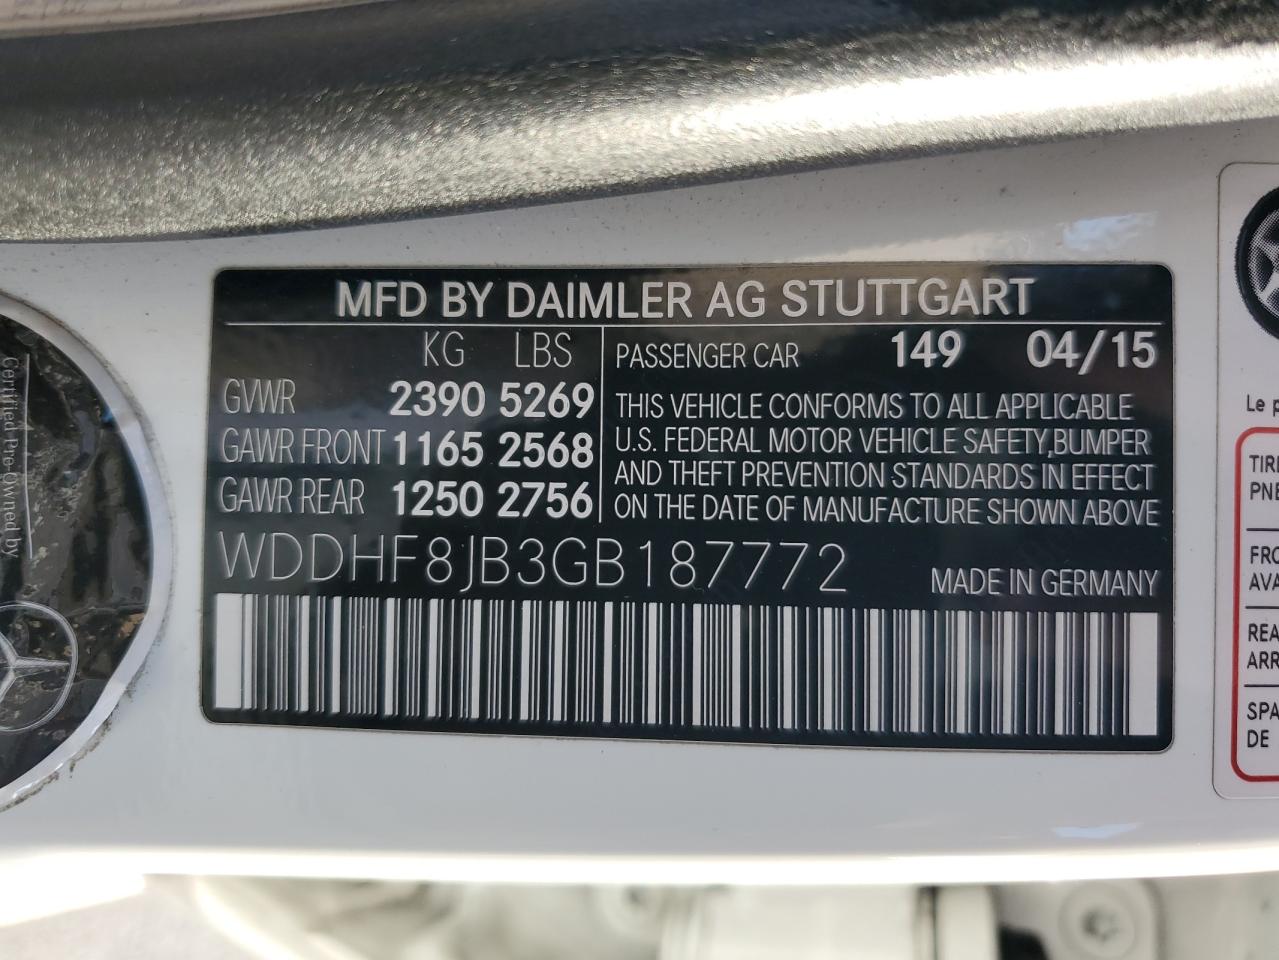 MFD BY DAIMLER AG STUTTGART
KG LBS
GVWR 2390 5269
GAWR FRONT 1165 2568
GAWR REAR 1250 2756
PASSENGER CAR 149 04/15
THIS VEHICLE CONFORMS TO ALL APPLICABLE
U.S. FEDERAL MOTOR VEHICLE SAFETY,BUMPER
AND THEFT PREVENTION STANDARDS IN EFFECT
ON THE DATE OF MANUFACTURE SHOWN ABOVE
WDDHF8JB3GB187772 MADE IN GERMANY
Certified Pre-Owned by
Le
DE